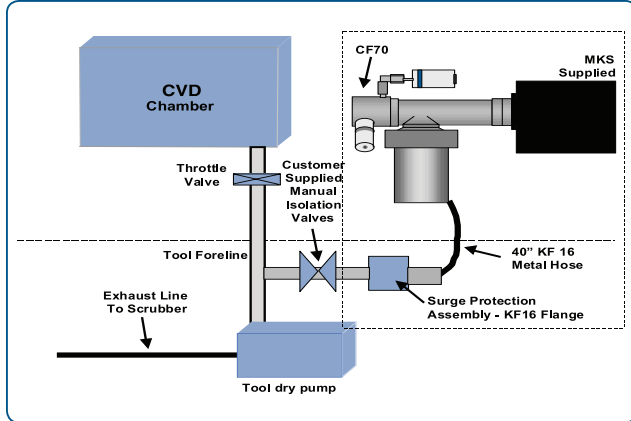 CF70
MKS
Supplied
CVD
Chamber
Throttle
Valve
Customer
Supplied
Manual
Isolation
Valves
Tool Foreline
40” KF 16
Metal Hose
Exhaust Line
To Scrubber
Surge Protection
Assembly - KF16 Flange
Tool dry pump